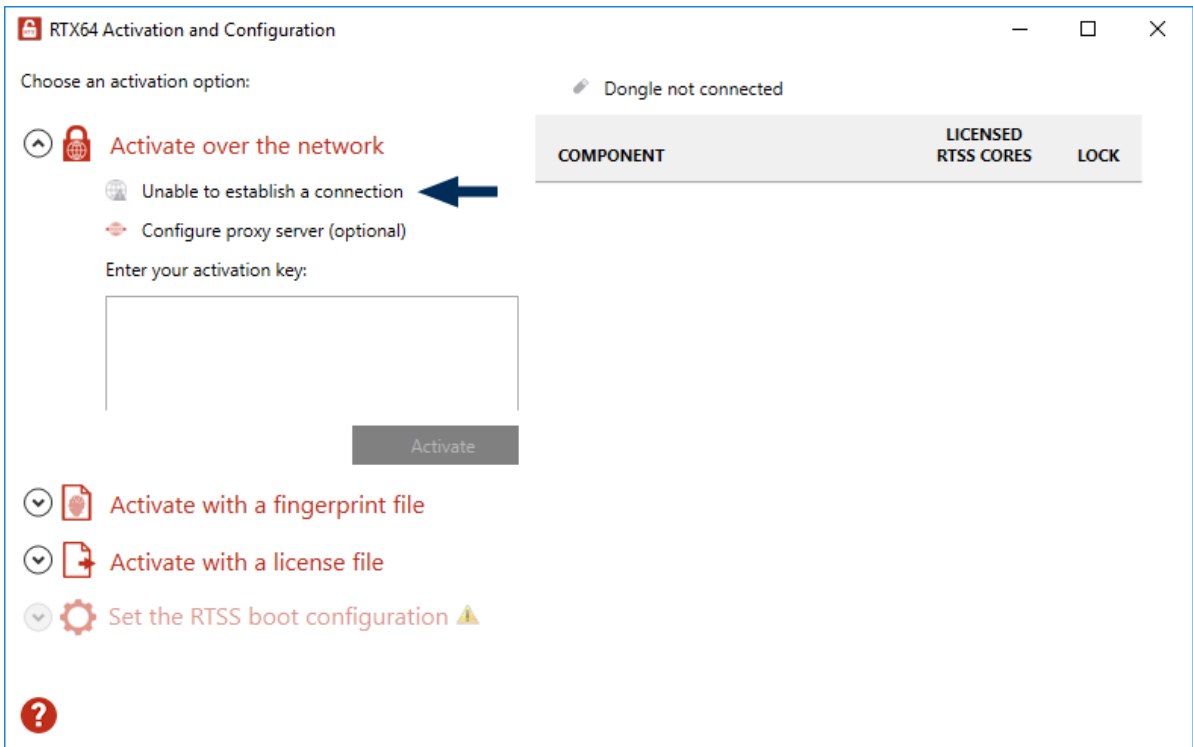 RTX64 Activation and Configuration
Choose an activation option:
Dongle not connected
Activate over the network
Unable to establish a connection
Configure proxy server (optional)
Enter your activation key:
Activate
COMPONENT
LICENSED
RTSS CORES
LOCK
Activate with a fingerprint file
Activate with a license file
Set the RTSS boot configuration
?